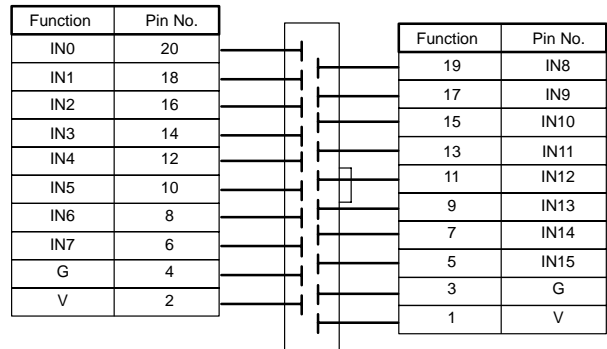 Function Pin No.
IN0 20
IN1 18
IN2 16
IN3 14
IN4 12
IN5 10
IN6 8
IN7 6
G 4
V 2
Function Pin No.
19 IN8
17 IN9
15 IN10
13 IN11
11 IN12
9 IN13
7 IN14
5 IN15
3 G
1 V